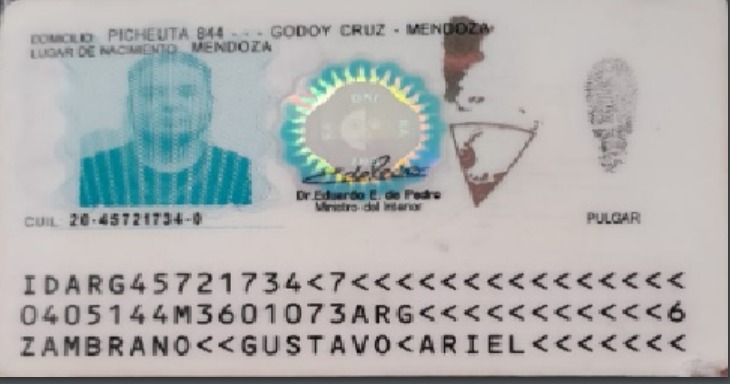 DOMICILIO: PICHEUTA 844 - - - GODOY CRUZ - MENDOZA
LUGAR DE NACIMIENTO: MENDOZA
Dr. Eduardo E. de Pedro
Ministro del Interior
CUIL: 20-45721734-0
PULGAR
IDARG45721734<7<<<<<<<<<<<<<<<
0405144M3601073ARG<<<<<<<<<<<6
ZAMBRANO<<GUSTAVO<ARIEL<<<<<<<